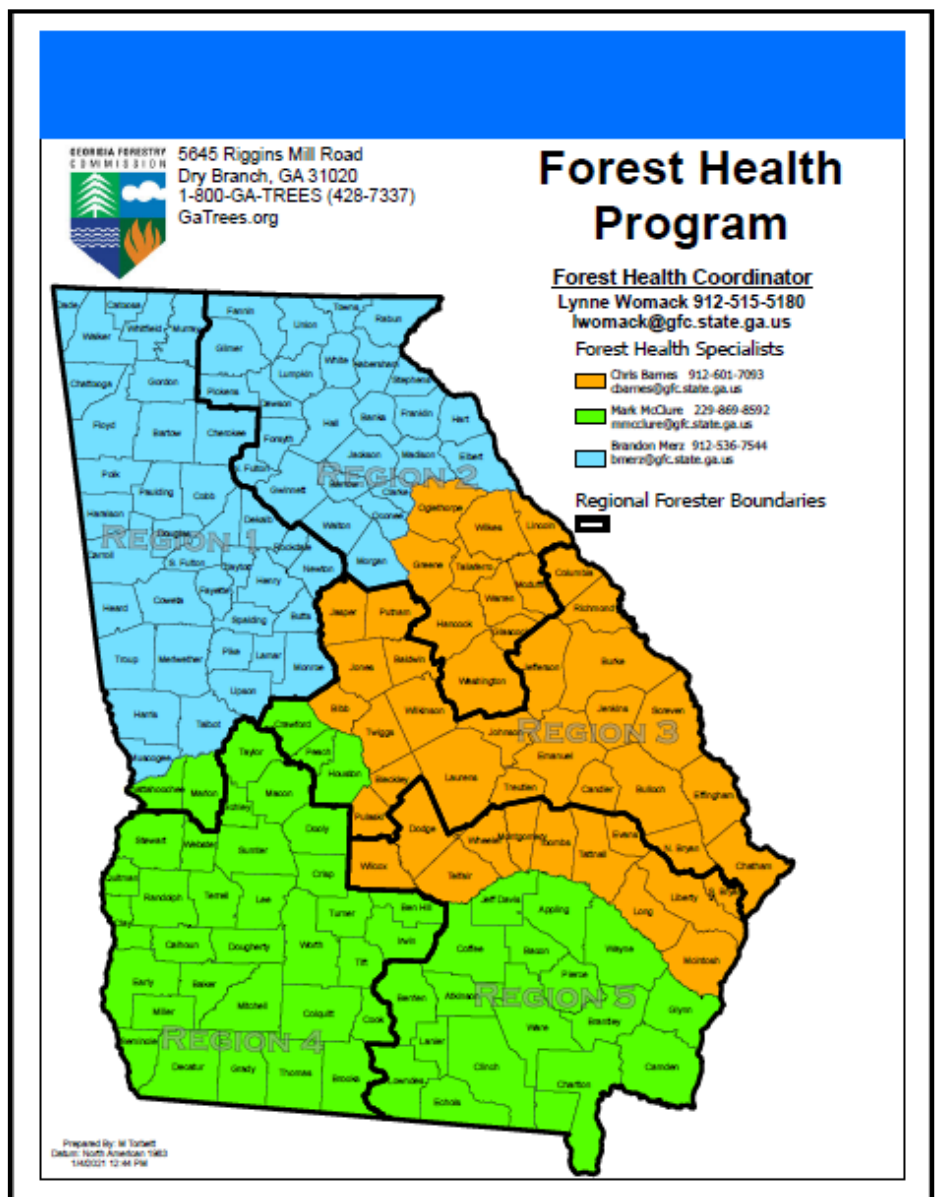 GEORGIA FORESTRY
COMMISSION
5645 Riggins Mill Road
Dry Branch, GA 31020
1-800-GA-TREES (428-7337)
GaTrees.org
Forest Health
Program
Forest Health Coordinator
Lynne Womack 912-515-5180
lwomack@gfc.state.ga.us
Forest Health Specialists
Chris Barnes 912-601-7093
cbarnes@gfc.state.ga.us
Mark McClure 229-869-8592
mmcclure@gfc.state.ga.us
Brandon Merz 912-536-7544
bmerz@gfc.state.ga.us
Regional Forester Boundaries
REGION 1
Dade
Catoosa
Walker
Whitfield
Murray
Chattooga
Gordon
Floyd
Bartow
Cherokee
Polk
Paulding
Cobb
Haralson
Douglas
Dekalb
Carroll
S. Fulton
Clayton
Rockdale
Newton
Henry
Fayette
Heard
Coweta
Spalding
Butts
Troup
Meriwether
Pike
Lamar
Monroe
Upson
Harris
Talbot
Muscogee
Marion
REGION 2
Fannin
Union
Towns
Rabun
Gilmer
White
Habersham
Lumpkin
Stephens
Pickens
Dawson
Hall
Banks
Franklin
Hart
Forsyth
Jackson
Madison
Elbert
Gwinnett
Clarke
Oconee
Walton
Morgan
Oglethorpe
Wilkes
Lincoln
Greene
Taliaferro
Warren
Hancock
Washington
REGION 3
Columbia
Richmond
Jasper
Putnam
Jones
Baldwin
Jefferson
Burke
Bibb
Wilkinson
Jenkins
Screven
Twiggs
Johnson
Emanuel
Crawford
Peach
Houston
Bleckley
Laurens
Treutlen
Candler
Bulloch
Effingham
Pulaski
N. Bryan
Chatham
REGION 4
Taylor
Macon
Schley
Dooly
Stewart
Webster
Sumter
Crisp
Wilcox
Quitman
Randolph
Terrell
Lee
Turner
Ben Hill
Clay
Calhoun
Dougherty
Worth
Irwin
Tift
Early
Baker
Mitchell
Miller
Colquitt
Cook
Seminole
Decatur
Grady
Thomas
Brooks
REGION 5
Dodge
Wheeler
Montgomery
Toombs
Evans
Tattnall
Telfair
Liberty
Long
Jeff Davis
Appling
McIntosh
Coffee
Bacon
Wayne
Pierce
Atkinson
Glynn
Ware
Brantley
Lanier
Clinch
Camden
Charlton
Lowndes
Echols
Prepared By: M Torbett
Datum: North American 1983
1/4/2021 12:44 PM